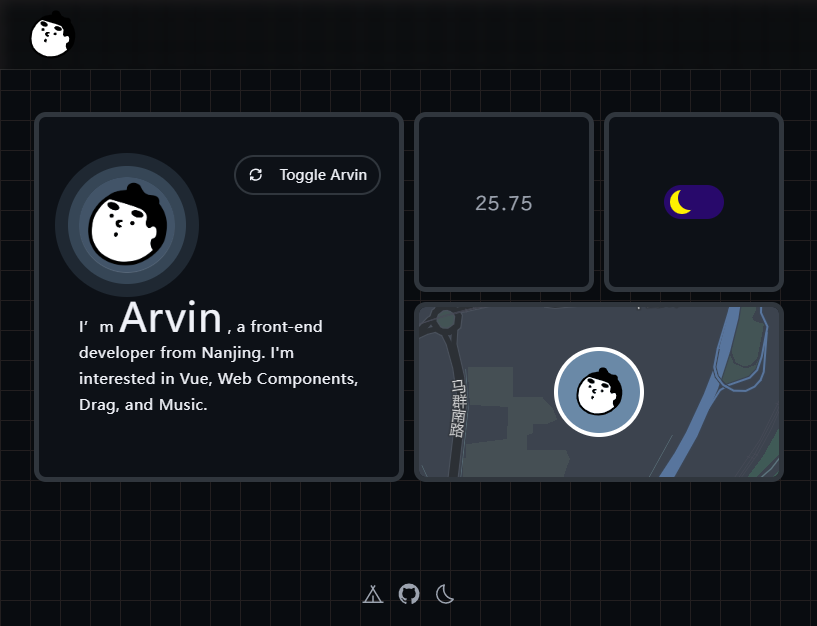 Toggle Arvin
I’m Arvin , a front-end
developer from Nanjing. I'm
interested in Vue, Web Components,
Drag, and Music.
25.75
马群南路